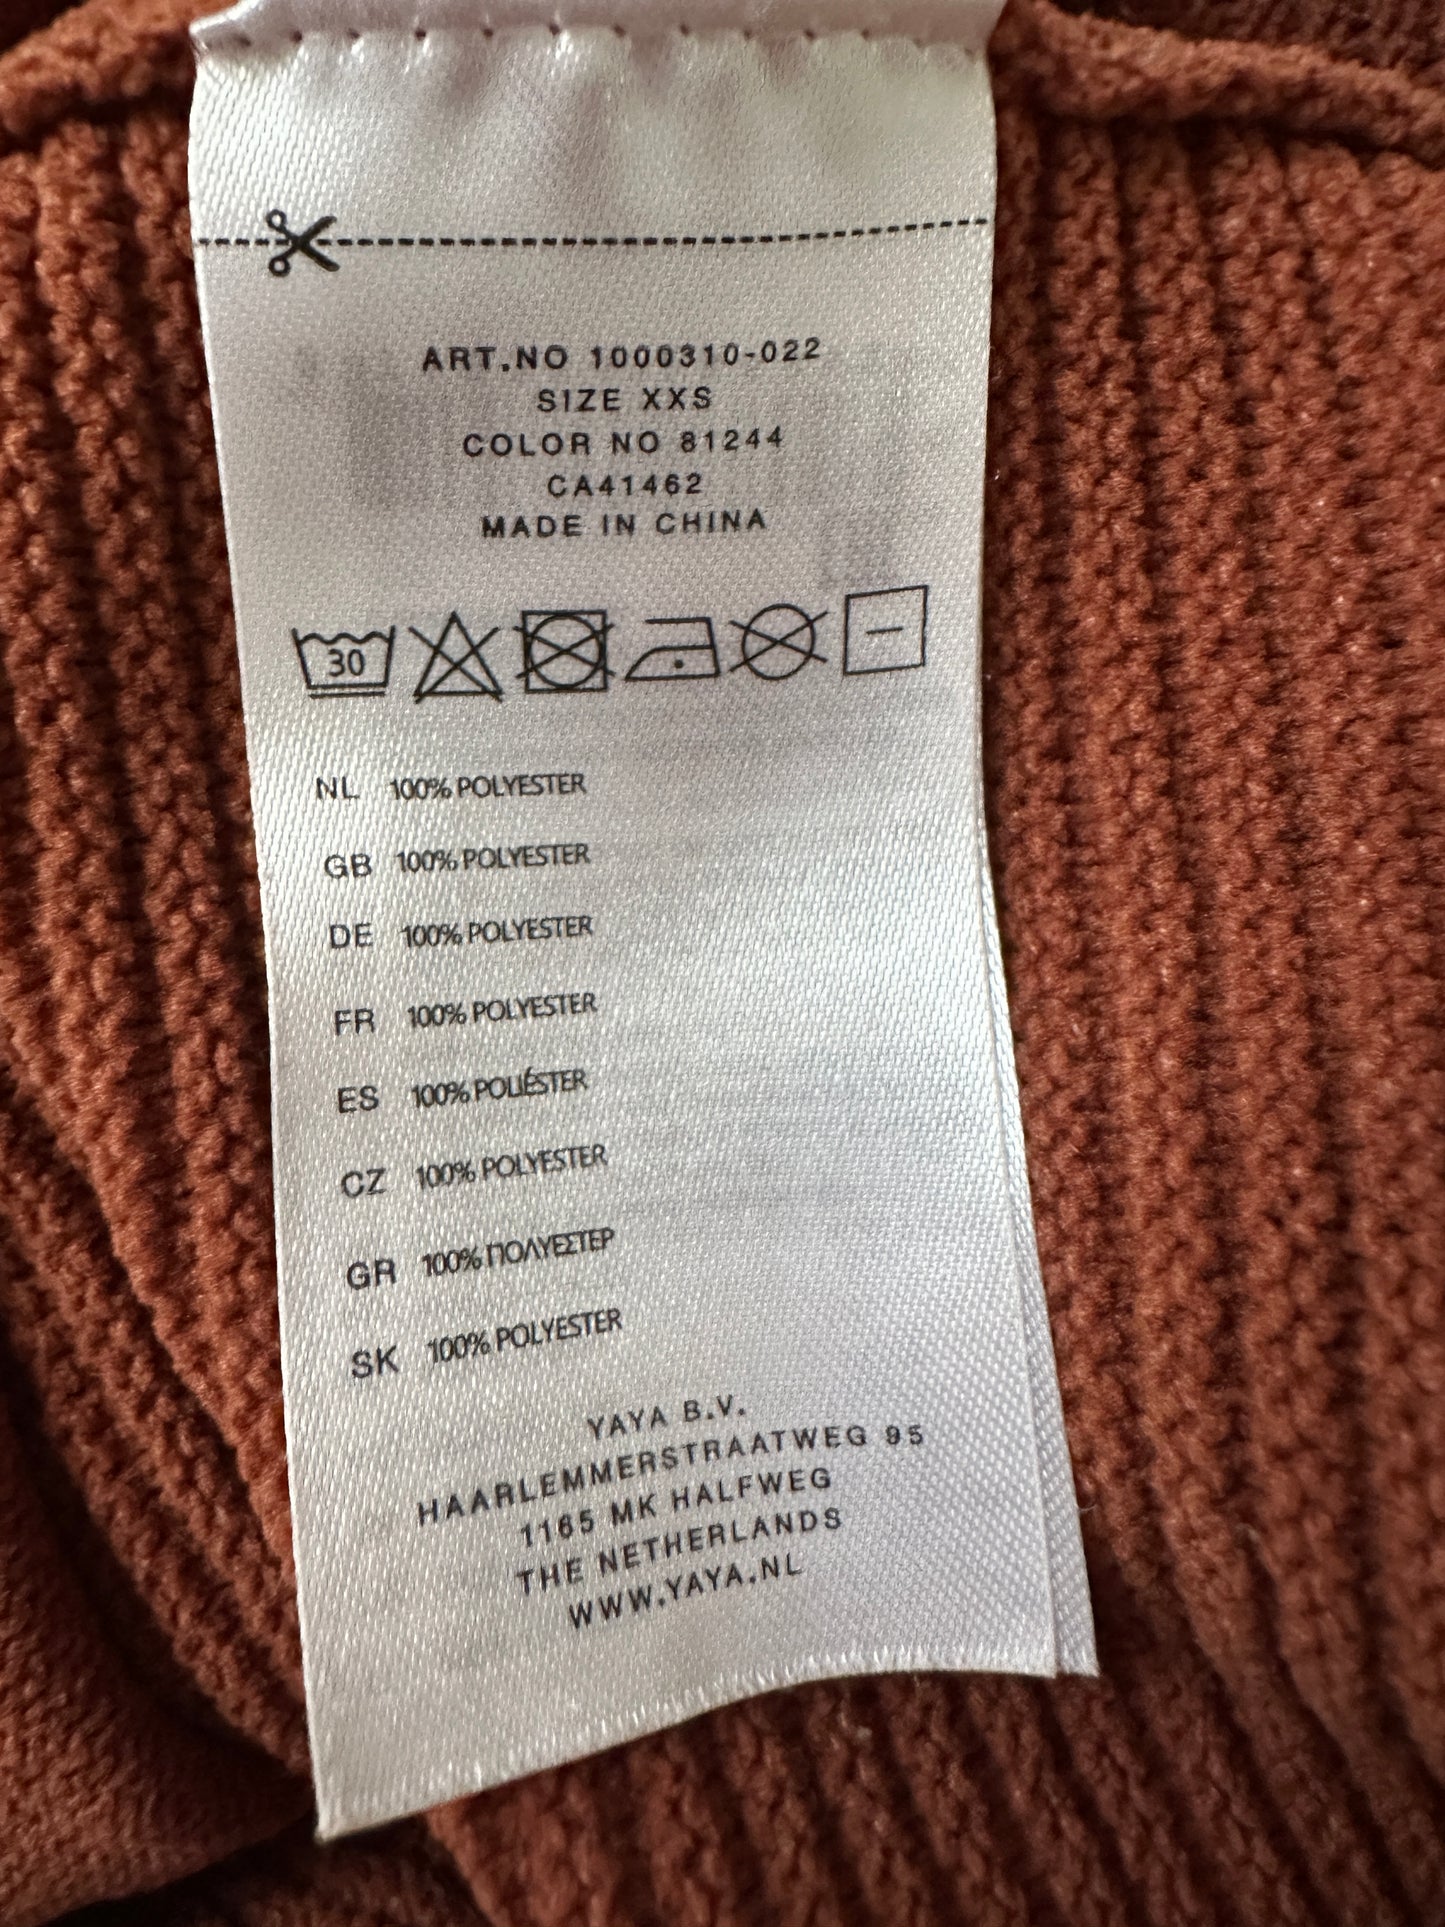 ART.NO 1000310-022
SIZE XXS
COLOR NO 81244
CA41462
MADE IN CHINA
30
NL 100% POLYESTER
GB 100% POLYESTER
DE 100% POLYESTER
FR 100% POLYESTER
ES 100% POLIÉSTER
CZ 100% POLYESTER
GR 100% ΠΟΛΥΕΣΤΕΡ
SK 100% POLYESTER
YAYA B.V.
HAARLEMMERSTRAATWEG 95
1165 MK HALFWEG
THE NETHERLANDS
WWW.YAYA.NL